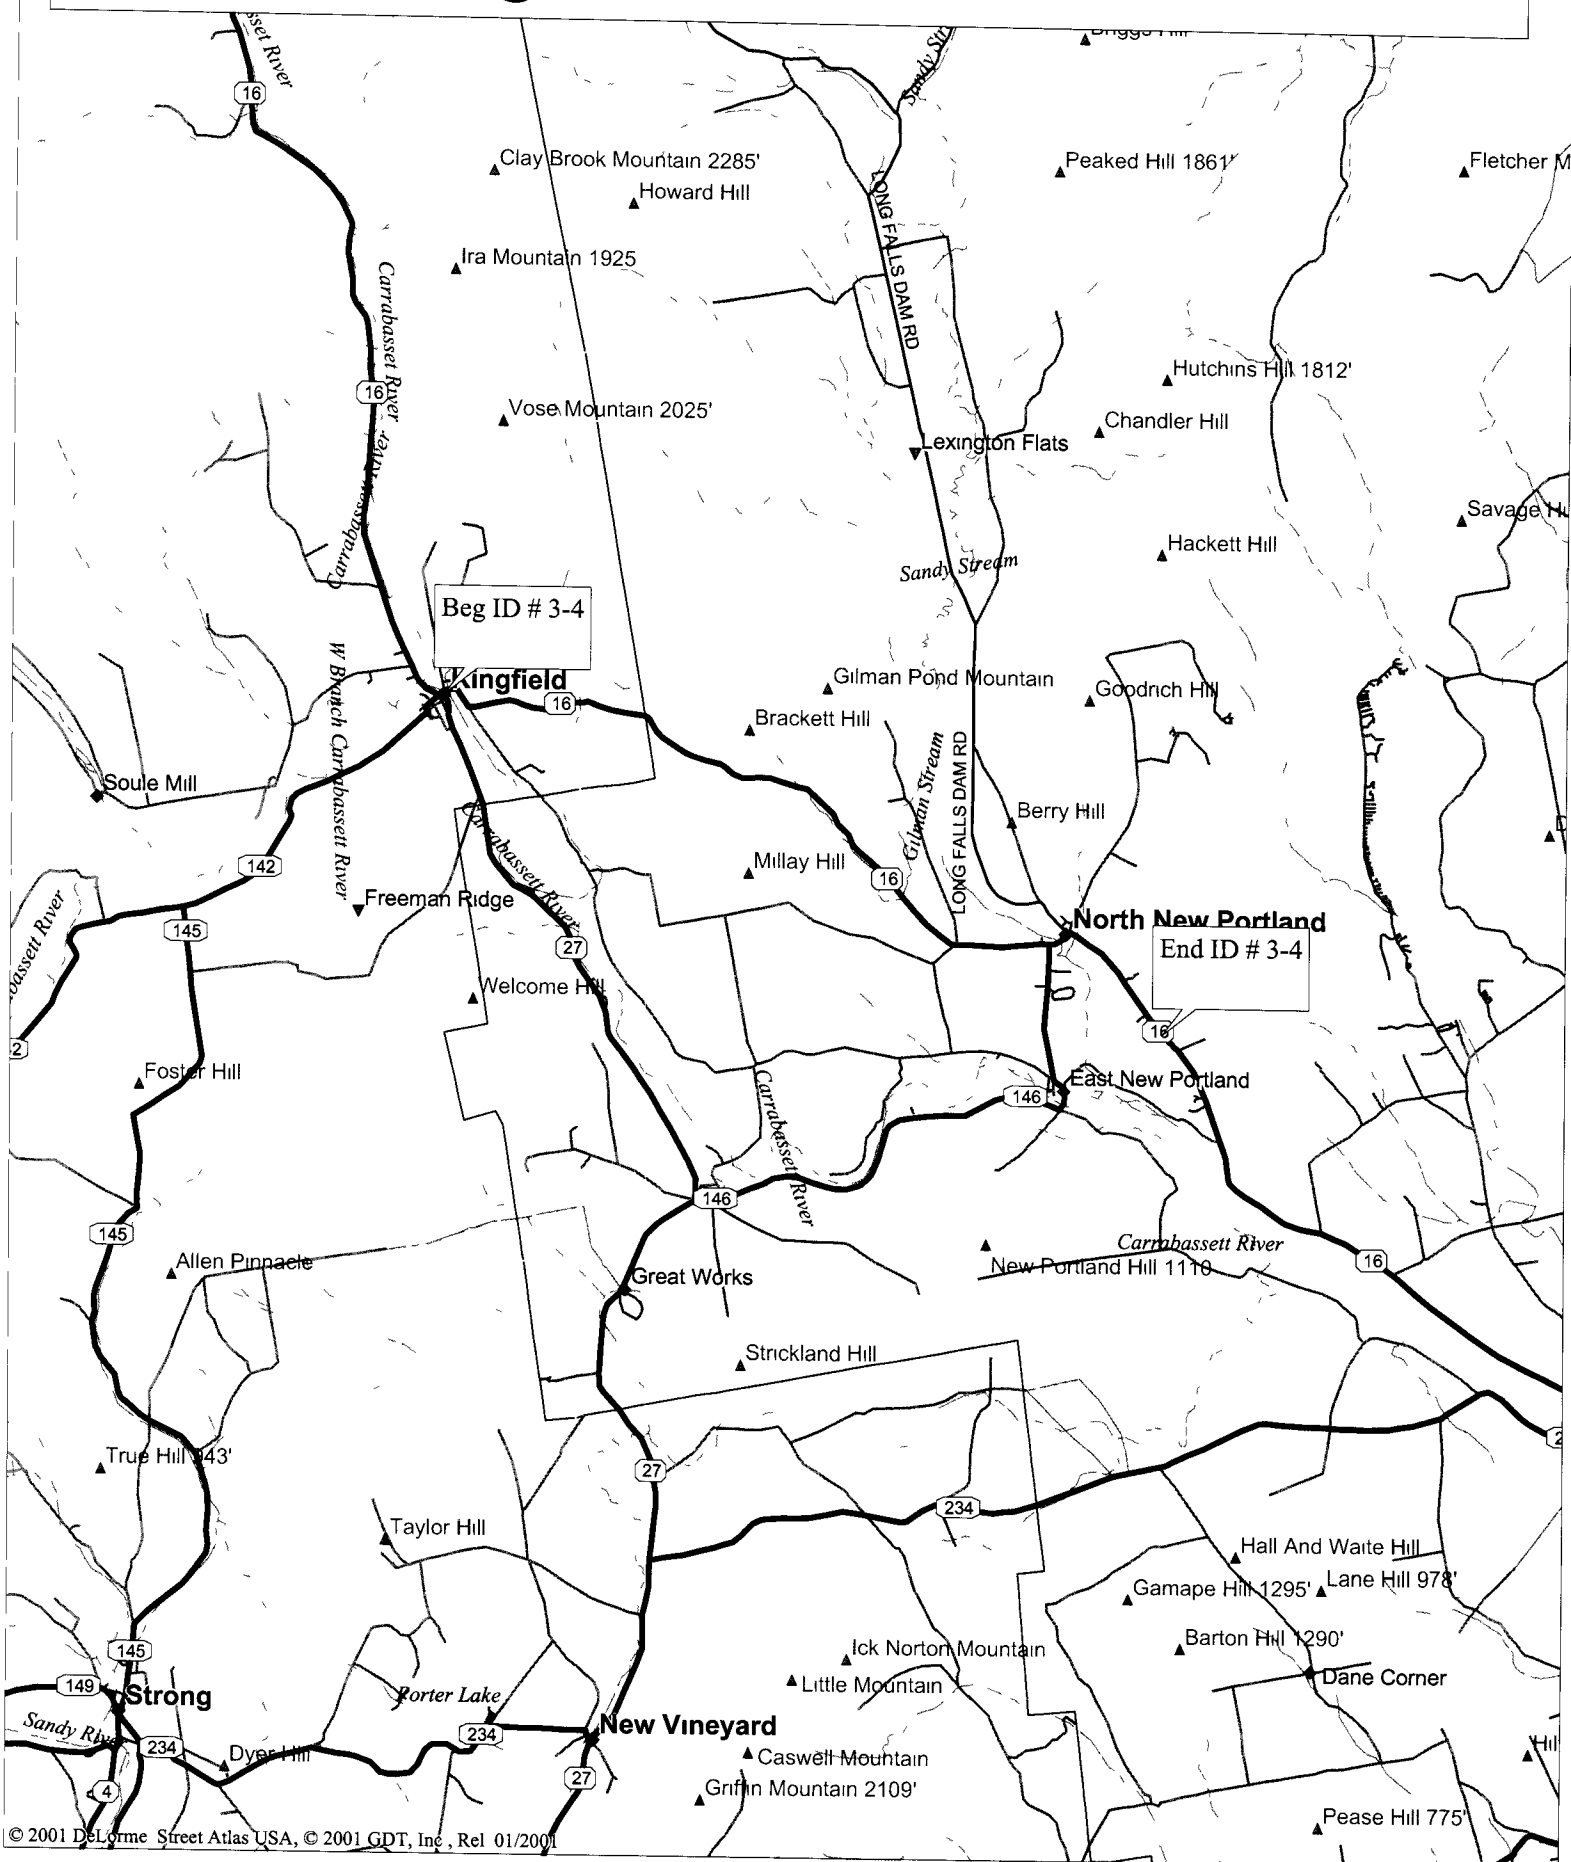 16
Clay Brook Mountain 2285'
Howard Hill
Peaked Hill 1861'
Fletcher
LONG FALLS DAM RD
Ira Mountain 1925
Carrabasset River
16
Hutchins Hill 1812'
Vose Mountain 2025'
Chandler Hill
Lexington Flats
Carrabassett River
Savage
Hackett Hill
Sandy Stream
Beg ID # 3-4
Kingfield
16
W Branch Carrabassett River
Gilman Pond Mountain
Goodrich Hill
Brackett Hill
Soule Mill
Gilman Stream
LONG FALLS DAM RD
Berry Hill
Carrabassett River
142
Millay Hill
16
Freeman Ridge
145
27
North New Portland
End ID # 3-4
Welcome Hill
16
Foster Hill
East New Portland
146
Carrabassett River
146
145
Carrabassett River
Allen Pinnacle
New Portland Hill 1110
16
Great Works
Strickland Hill
True Hill 943'
27
234
Taylor Hill
Hall And Waite Hill
Gamape Hill 1295'
Lane Hill 978'
145
Barton Hill 1290'
Ick Norton Mountain
149
Strong
Porter Lake
Little Mountain
Dane Corner
Sandy River
234
234
New Vineyard
Dyer Hill
Caswell Mountain
27
4
Griffin Mountain 2109'
Pease Hill 775'
© 2001 DeLorme Street Atlas USA, © 2001 GDT, Inc , Rel 01/2001